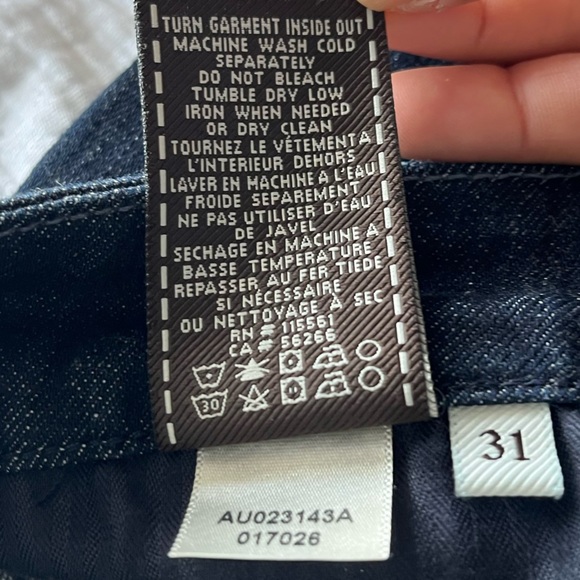 TURN GARMENT INSIDE OUT
MACHINE WASH COLD
SEPARATELY
DO NOT BLEACH
TUMBLE DRY LOW
IRON WHEN NEEDED
OR DRY CLEAN
TOURNEZ LE VÉTEMENT A
L'INTERIEUR DEHORS
LAVER EN MACHINE A L'EAU
FROIDE SEPAREMENT
NE PAS UTILISER D'EAU
DE JAVEL
SECHAGE EN MACHINE A
BASSE TEMPERATURE
REPASSER AU FER TIEDE
SI NÉCESSAIRE
OU NETTOYAGE À SEC
RN # 115561
CA # 56266
30
31
AU023143A
017026